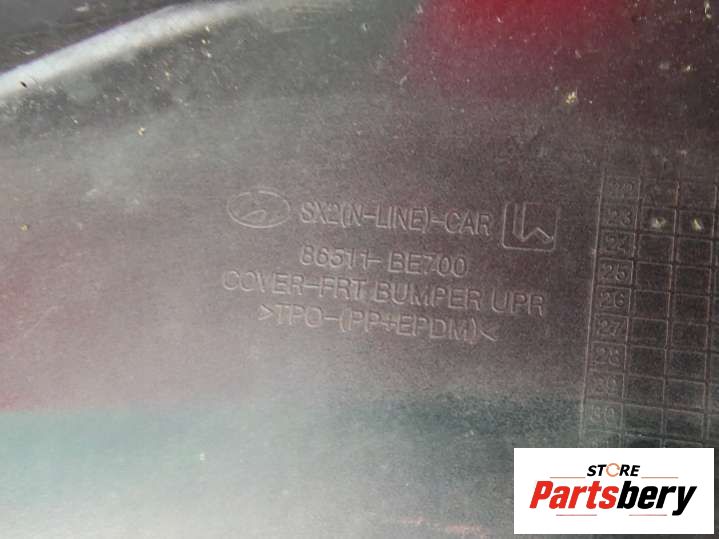 SX2(N-LINE)-CAR
86511-BE700
COVER-FRT BUMPER UPR
>TPO-(PP+EPDM)<
22
23
24
25
26
27
28
29
30
STORE
Partsbery